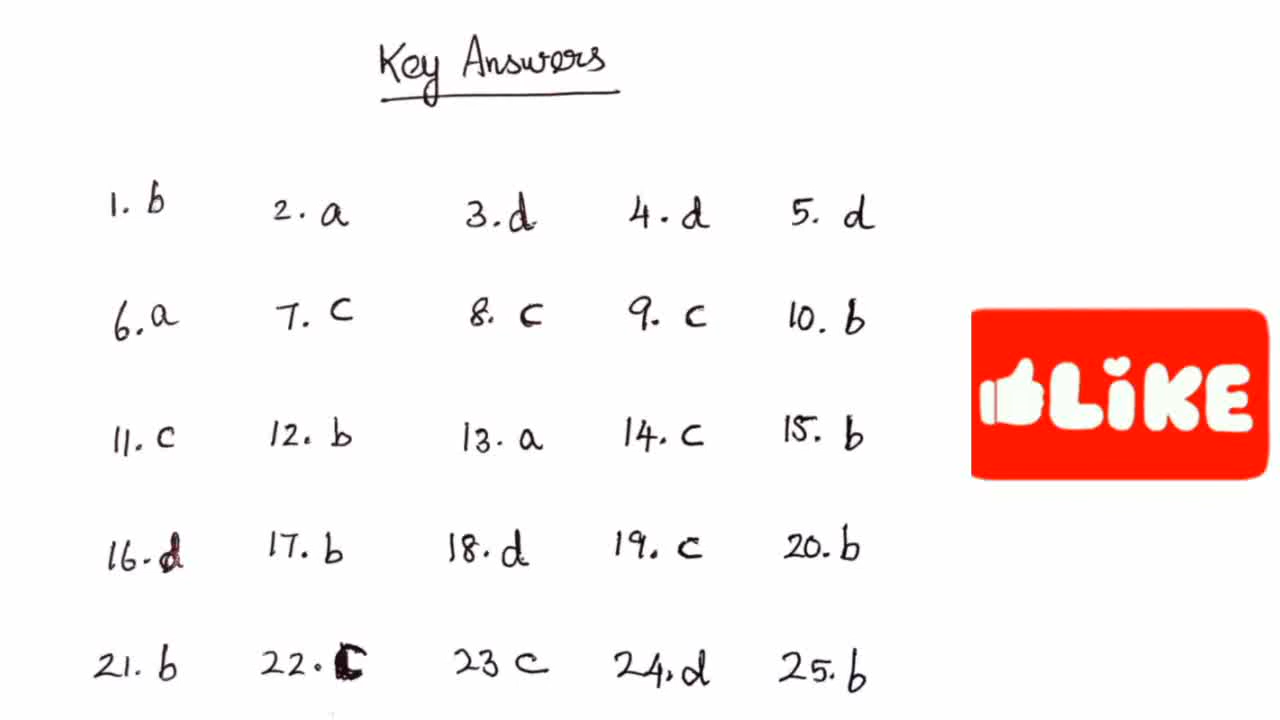 Key Answers
1. b 2. a 3. d 4. d 5. d
6. a 7. c 8. c 9. c 10. b
LiKE
11. c 12. b 13. a 14. c 15. b
16. d 17. b 18. d 19. c 20. b
21. b 22. c 23 c 24. d 25. b